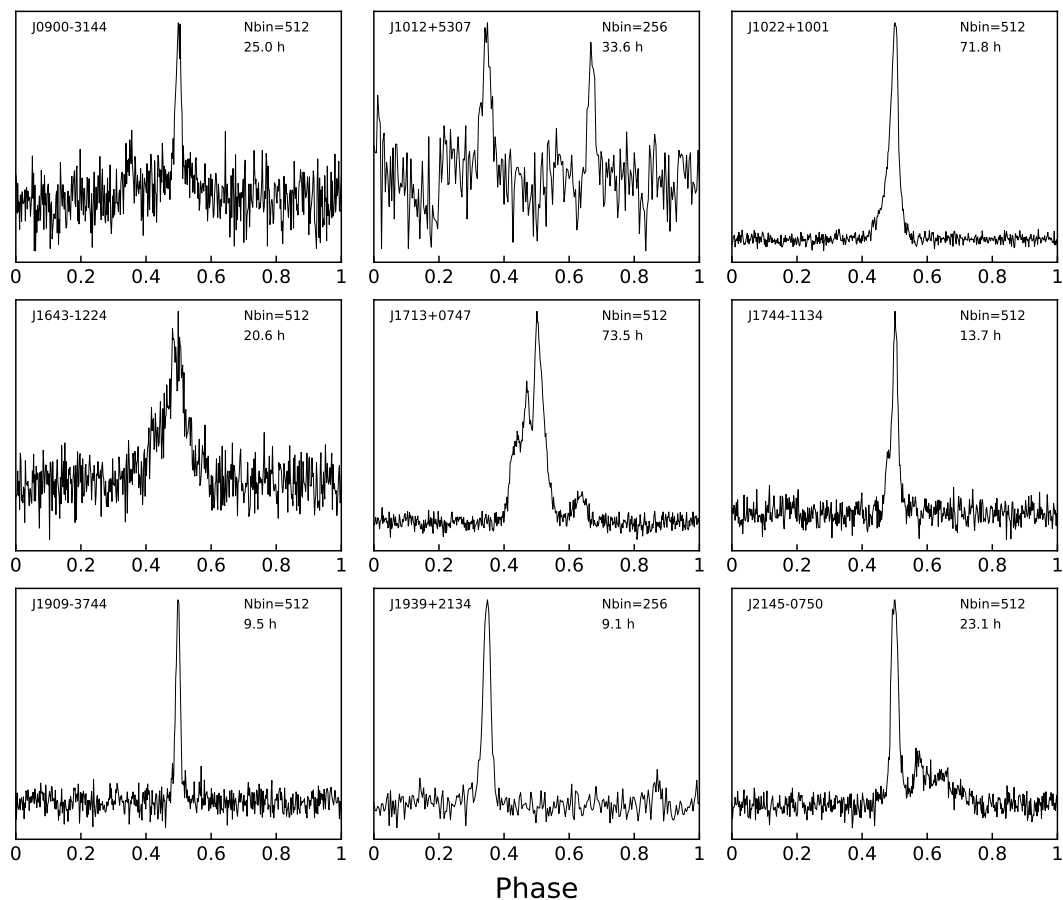 J0900-3144 Nbin=512
25.0 h
0 0.2 0.4 0.6 0.8 1
J1012+5307 Nbin=256
33.6 h
0 0.2 0.4 0.6 0.8 1
J1022+1001 Nbin=512
71.8 h
0 0.2 0.4 0.6 0.8 1
J1643-1224 Nbin=512
20.6 h
0 0.2 0.4 0.6 0.8 1
J1713+0747 Nbin=512
73.5 h
0 0.2 0.4 0.6 0.8 1
J1744-1134 Nbin=512
13.7 h
0 0.2 0.4 0.6 0.8 1
J1909-3744 Nbin=512
9.5 h
0 0.2 0.4 0.6 0.8 1
J1939+2134 Nbin=256
9.1 h
0 0.2 0.4 0.6 0.8 1
J2145-0750 Nbin=512
23.1 h
0 0.2 0.4 0.6 0.8 1
Phase